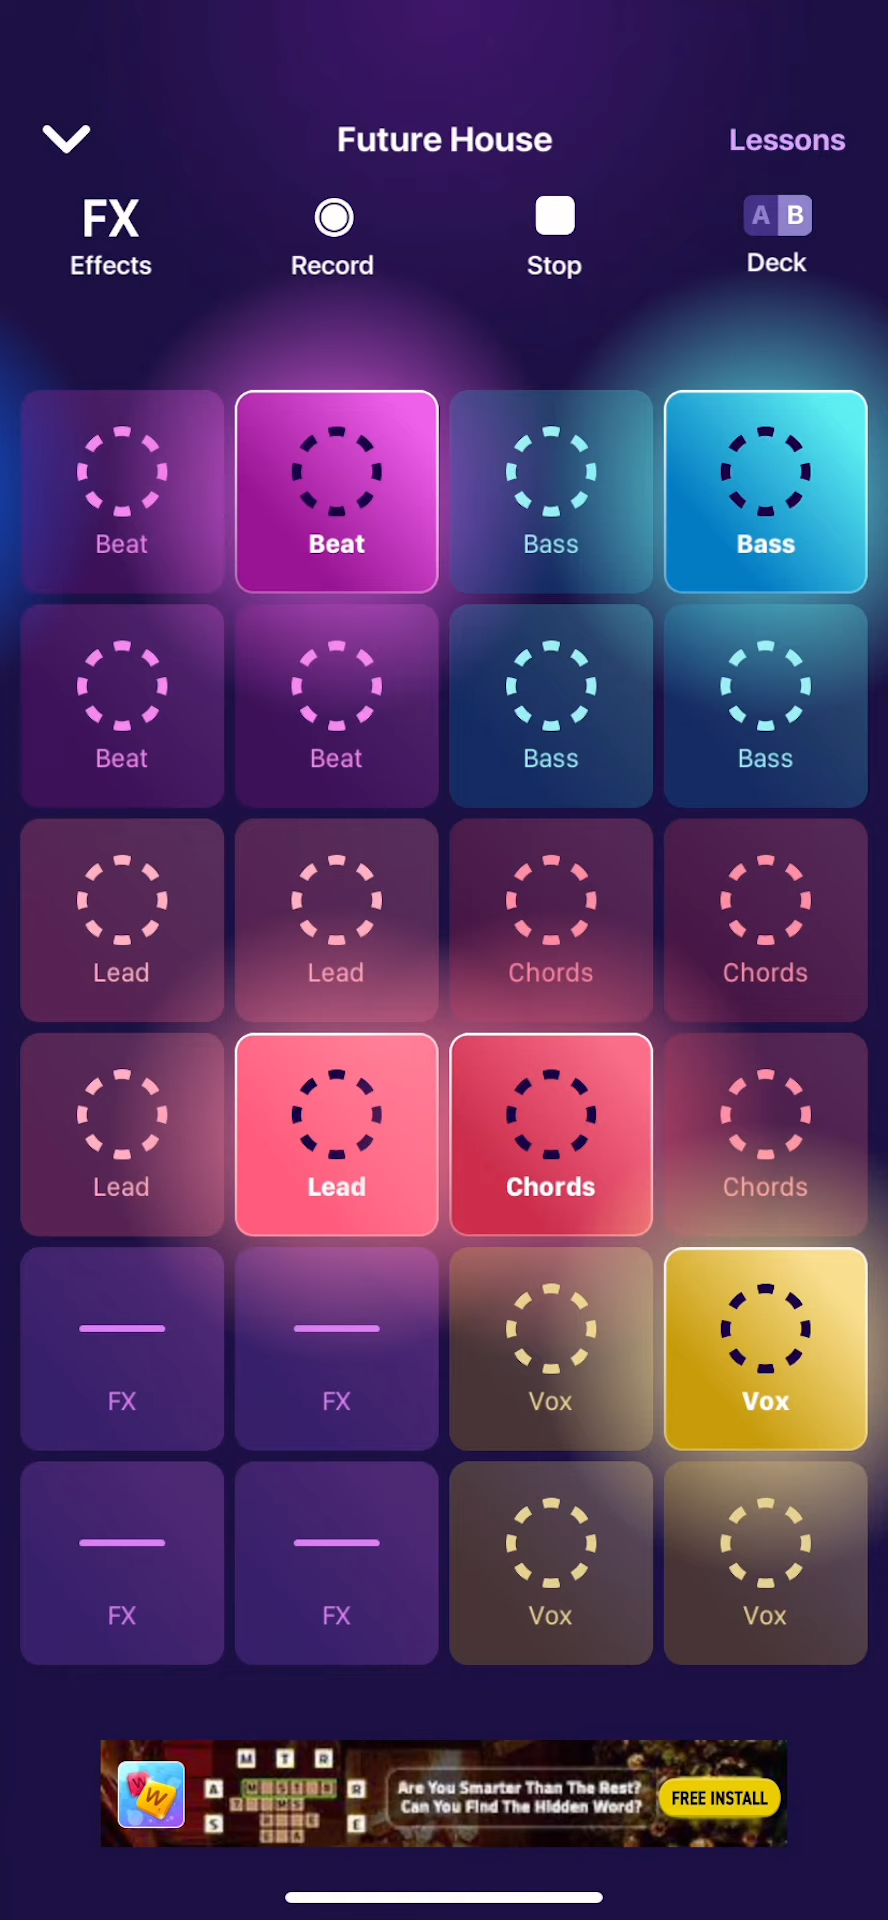 Future House
Lessons
FX
Effects
Record
Stop
A B
Deck
Beat
Beat
Bass
Bass
Beat
Beat
Bass
Bass
Lead
Lead
Chords
Chords
Lead
Lead
Chords
Chords
FX
FX
Vox
Vox
FX
FX
Vox
Vox
M T R
A
R
S
E
W
W
Are You Smarter Than The Rest?
Can You Find The Hidden Word?
FREE INSTALL